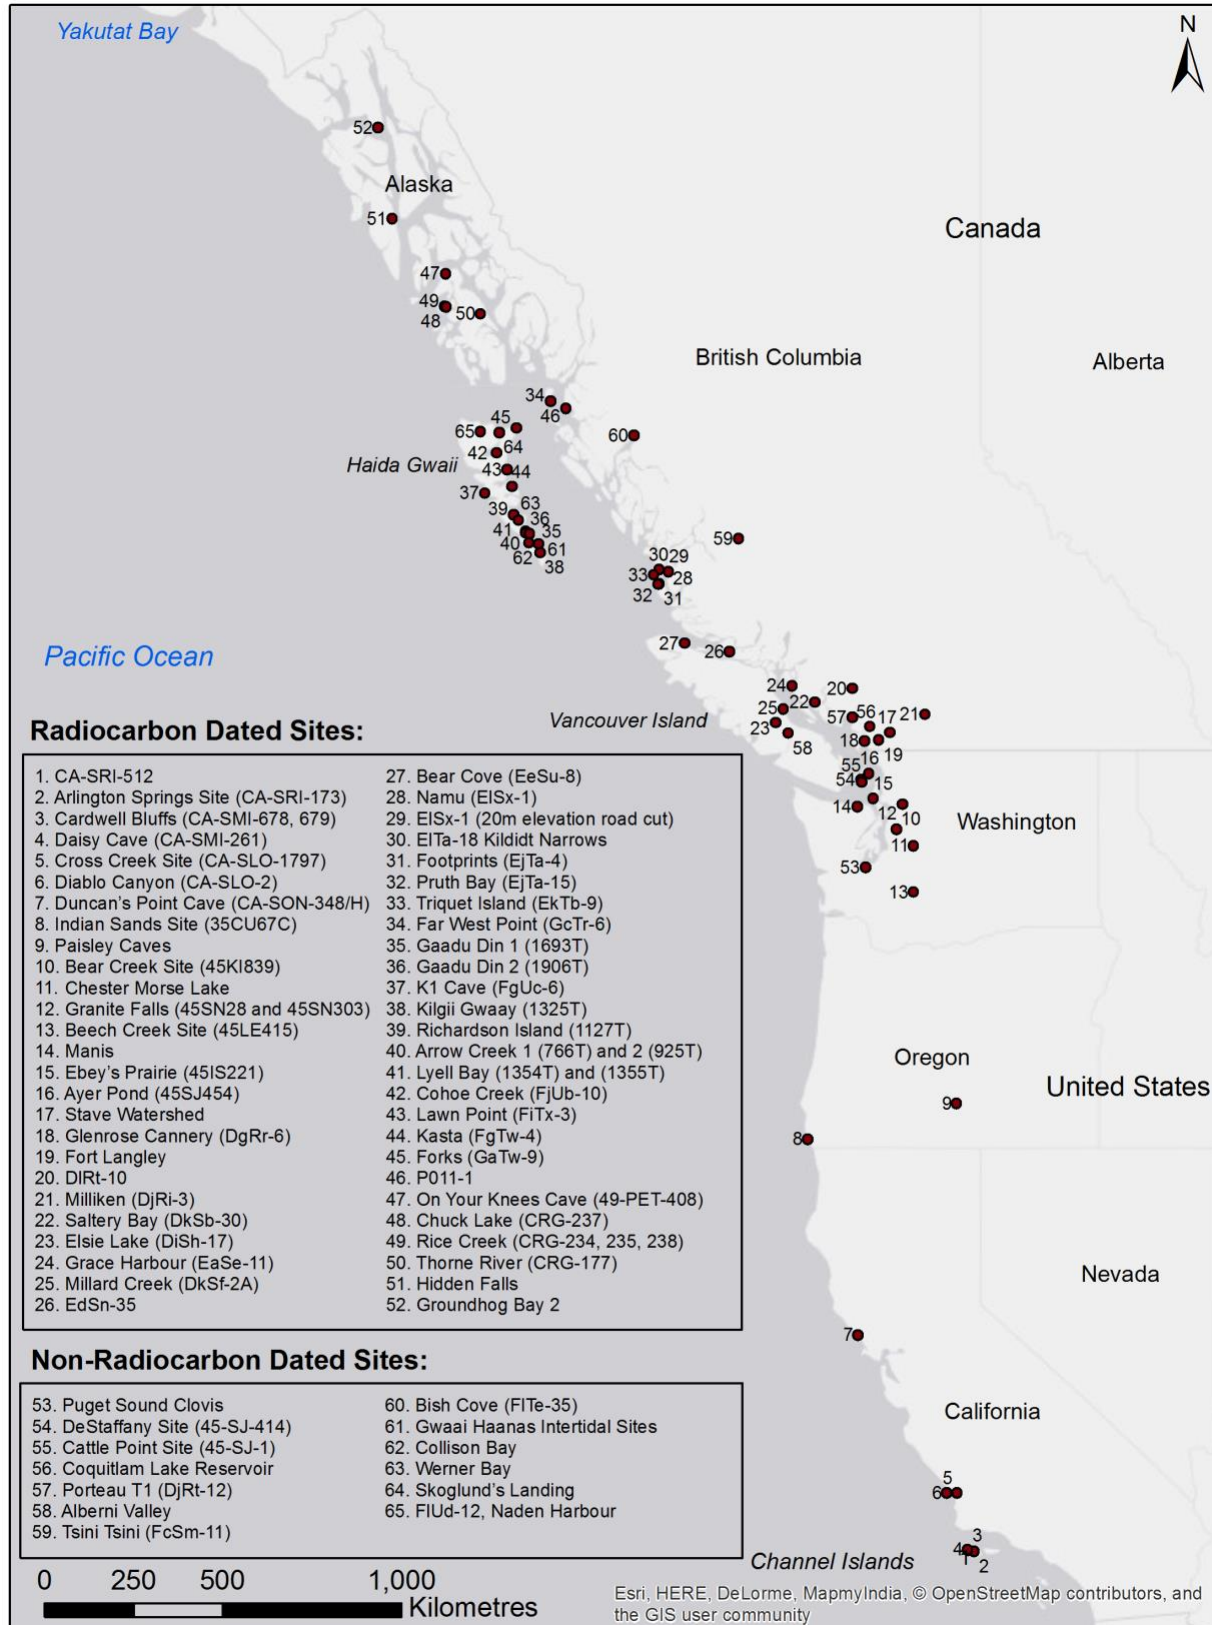 Yakutat Bay
N
52
Alaska
51
Canada
47
49
48
50
British Columbia
Alberta
34
46
45
65
64
60
42
Haida Gwaii
43
44
37
63
39
36
41
35
40
61
62
38
59
30
29
33
28
32
31
Pacific Ocean
27
26
24
20
22
21
25
57
56
17
Vancouver Island
23
58
18
19
16
55
54
15
14
12
10
Washington
11
53
13
Oregon
United States
9
8
Nevada
7
California
5
6
3
4
1
2
Channel Islands
Radiocarbon Dated Sites:
1. CA-SRI-512
2. Arlington Springs Site (CA-SRI-173)
3. Cardwell Bluffs (CA-SMI-678, 679)
4. Daisy Cave (CA-SMI-261)
5. Cross Creek Site (CA-SLO-1797)
6. Diablo Canyon (CA-SLO-2)
7. Duncan's Point Cave (CA-SON-348/H)
8. Indian Sands Site (35CU67C)
9. Paisley Caves
10. Bear Creek Site (45KI839)
11. Chester Morse Lake
12. Granite Falls (45SN28 and 45SN303)
13. Beech Creek Site (45LE415)
14. Manis
15. Ebey's Prairie (45IS221)
16. Ayer Pond (45SJ454)
17. Stave Watershed
18. Glenrose Cannery (DgRr-6)
19. Fort Langley
20. DlRt-10
21. Milliken (DjRi-3)
22. Saltery Bay (DkSb-30)
23. Elsie Lake (DiSh-17)
24. Grace Harbour (EaSe-11)
25. Millard Creek (DkSf-2A)
26. EdSn-35
27. Bear Cove (EeSu-8)
28. Namu (ElSx-1)
29. ElSx-1 (20m elevation road cut)
30. ElTa-18 Kildidt Narrows
31. Footprints (EjTa-4)
32. Pruth Bay (EjTa-15)
33. Triquet Island (EkTb-9)
34. Far West Point (GcTr-6)
35. Gaadu Din 1 (1693T)
36. Gaadu Din 2 (1906T)
37. K1 Cave (FgUc-6)
38. Kilgii Gwaay (1325T)
39. Richardson Island (1127T)
40. Arrow Creek 1 (766T) and 2 (925T)
41. Lyell Bay (1354T) and (1355T)
42. Cohoe Creek (FjUb-10)
43. Lawn Point (FiTx-3)
44. Kasta (FgTw-4)
45. Forks (GaTw-9)
46. P011-1
47. On Your Knees Cave (49-PET-408)
48. Chuck Lake (CRG-237)
49. Rice Creek (CRG-234, 235, 238)
50. Thorne River (CRG-177)
51. Hidden Falls
52. Groundhog Bay 2
Non-Radiocarbon Dated Sites:
53. Puget Sound Clovis
54. DeStaffany Site (45-SJ-414)
55. Cattle Point Site (45-SJ-1)
56. Coquitlam Lake Reservoir
57. Porteau T1 (DjRt-12)
58. Alberni Valley
59. Tsini Tsini (FcSm-11)
60. Bish Cove (FlTe-35)
61. Gwaai Haanas Intertidal Sites
62. Collison Bay
63. Werner Bay
64. Skoglund's Landing
65. FlUd-12, Naden Harbour
0 250 500 1,000
Kilometres
Esri, HERE, DeLorme, MapmyIndia, © OpenStreetMap contributors, and
the GIS user community